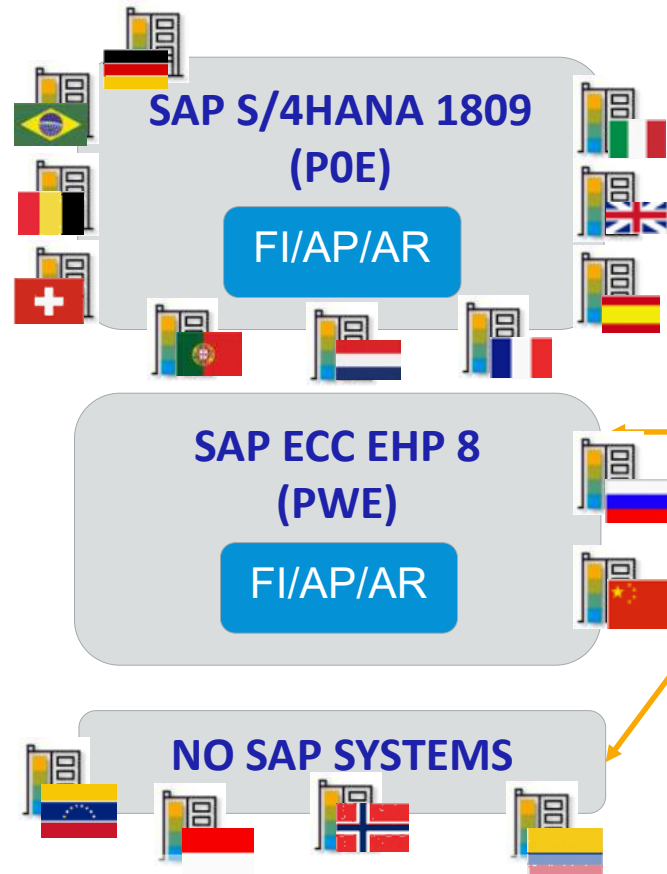 SAP S/4HANA 1809
(P0E)
FI/AP/AR
SAP ECC EHP 8
(PWE)
FI/AP/AR
NO SAP SYSTEMS